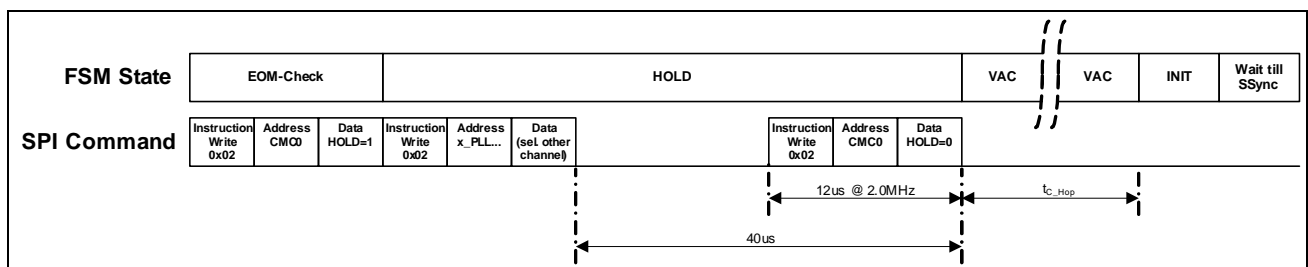 FSM State
EOM-Check
HOLD
VAC
VAC
INIT
Wait till
SSync
SPI Command
Instruction
Write
0x02
Address
CMC0
Data
HOLD=1
Instruction
Write
0x02
Address
x_PLL...
Data
(sel. other
channel)
Instruction
Write
0x02
Address
CMC0
Data
HOLD=0
12us @ 2.0MHz
tC_Hop
40us